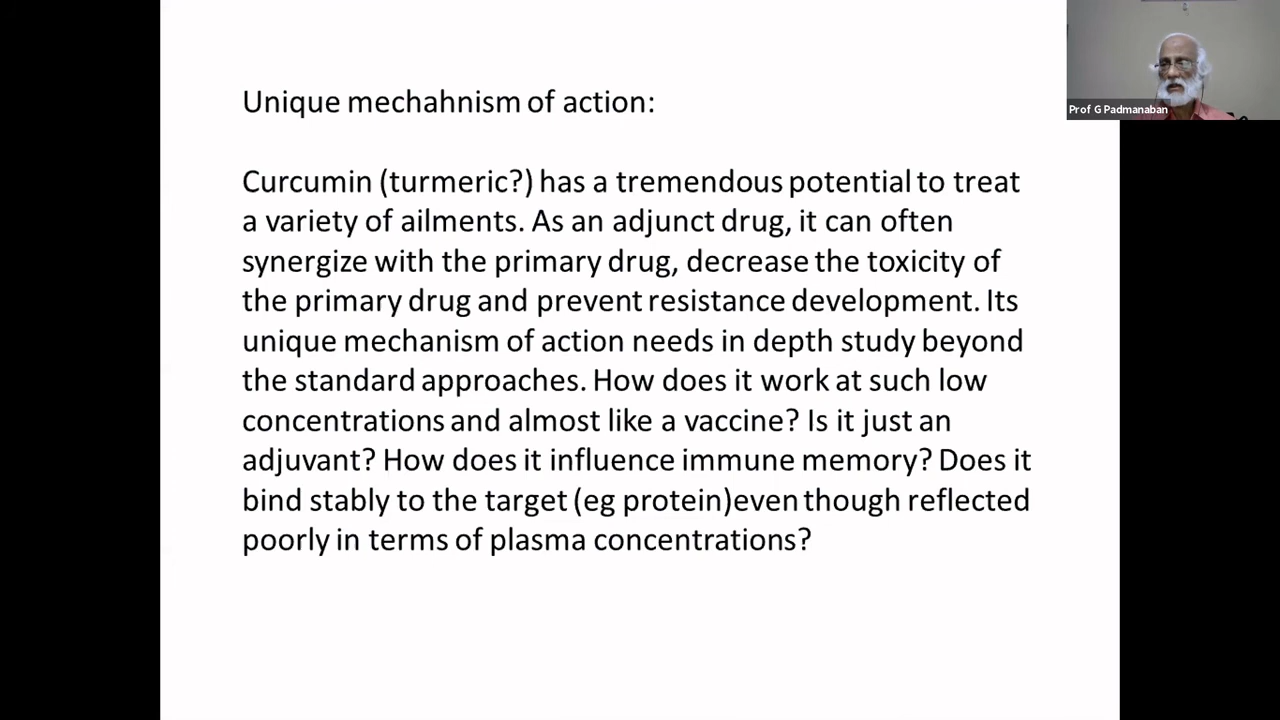 Unique mechahnism of action:
Curcumin (turmeric?) has a tremendous potential to treat
a variety of ailments. As an adjunct drug, it can often
synergize with the primary drug, decrease the toxicity of
the primary drug and prevent resistance development. Its
unique mechanism of action needs in depth study beyond
the standard approaches. How does it work at such low
concentrations and almost like a vaccine? Is it just an
adjuvant? How does it influence immune memory? Does it
bind stably to the target (eg protein)even though reflected
poorly in terms of plasma concentrations?
Prof G Padmanaban